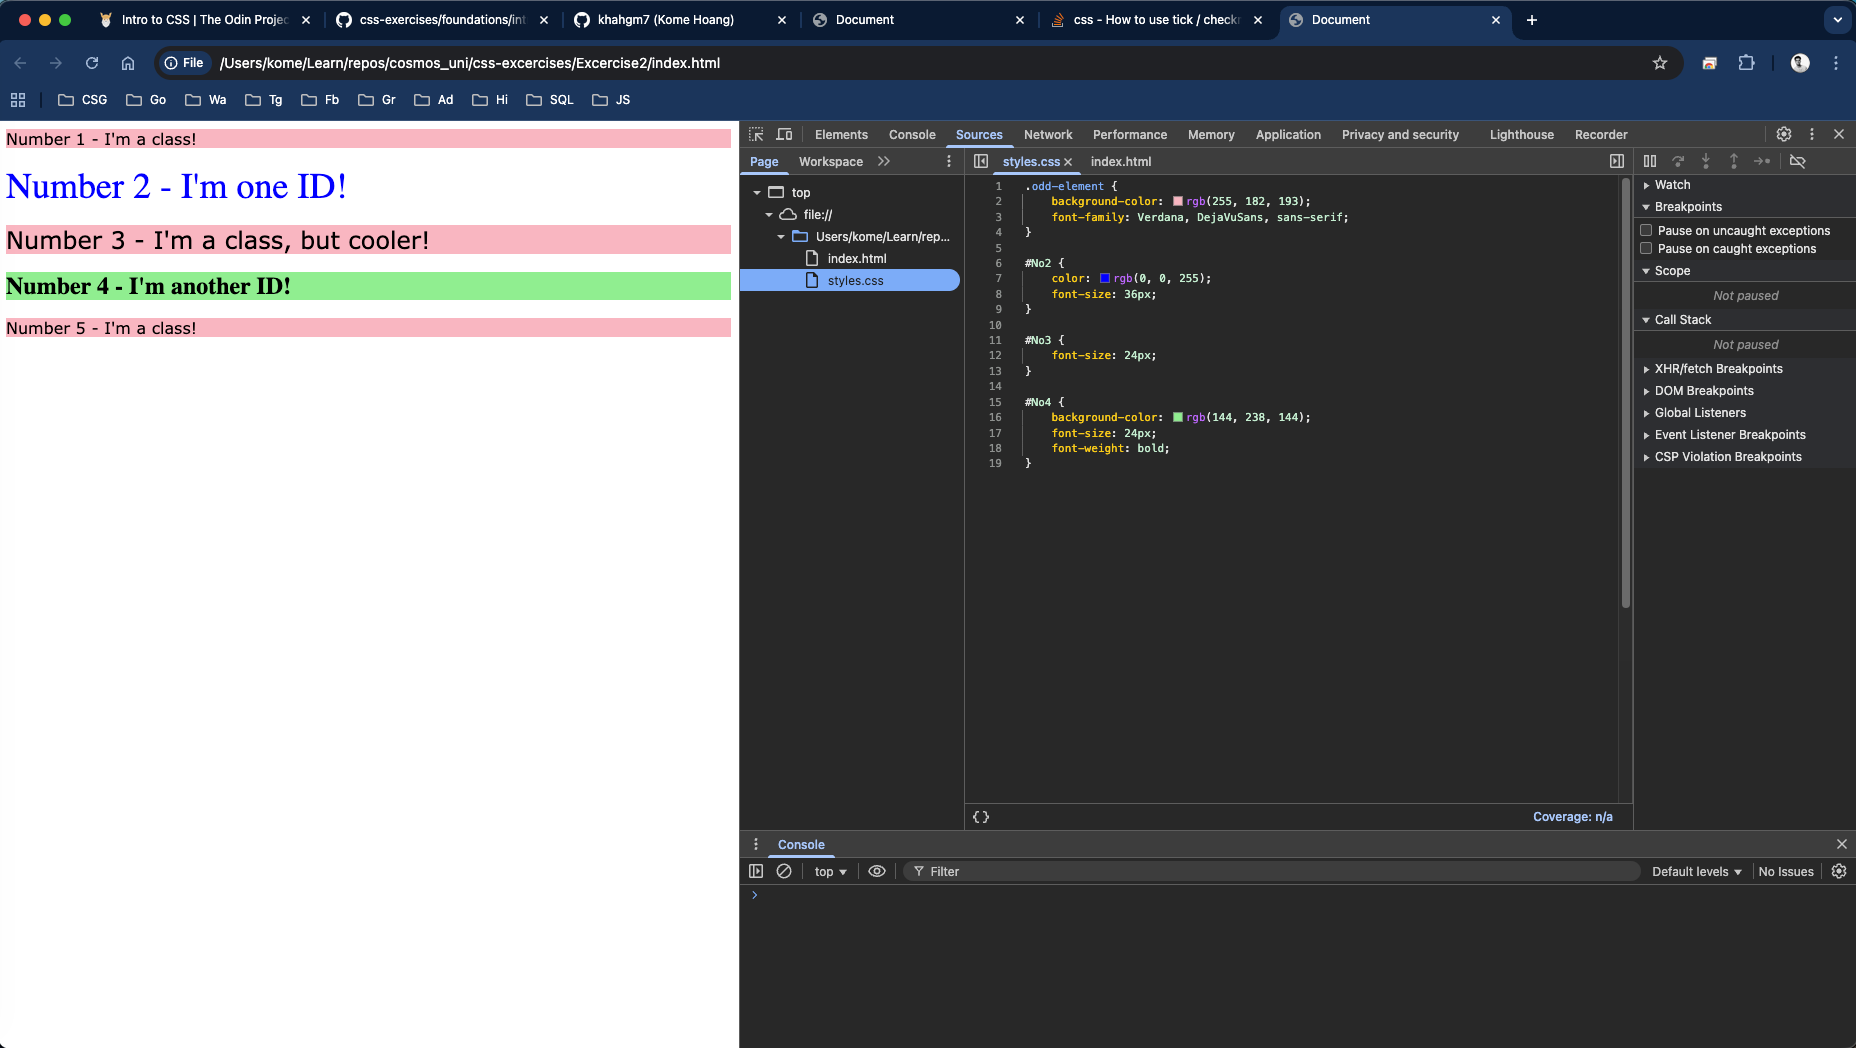 Intro to CSS | The Odin Projec
css-exercises/foundations/int
khahgm7 (Kome Hoang)
Document
css - How to use tick / checkm
Document
File
/Users/kome/Learn/repos/cosmos_uni/css-excercises/Excercise2/index.html
CSG
Go
Wa
Tg
Fb
Gr
Ad
Hi
SQL
JS
Number 1 - I'm a class!
Number 2 - I'm one ID!
Number 3 - I'm a class, but cooler!
Number 4 - I'm another ID!
Number 5 - I'm a class!
Elements
Console
Sources
Network
Performance
Memory
Application
Privacy and security
Lighthouse
Recorder
Page
Workspace
top
file://
Users/kome/Learn/rep...
index.html
styles.css
styles.css
index.html
1 .odd-element {
2 background-color: rgb(255, 182, 193);
3 font-family: Verdana, DejaVuSans, sans-serif;
4 }
5
6 #No2 {
7 color: rgb(0, 0, 255);
8 font-size: 36px;
9 }
10
11 #No3 {
12 font-size: 24px;
13 }
14
15 #No4 {
16 background-color: rgb(144, 238, 144);
17 font-size: 24px;
18 font-weight: bold;
19 }
{}
Coverage: n/a
Watch
Breakpoints
Pause on uncaught exceptions
Pause on caught exceptions
Scope
Not paused
Call Stack
Not paused
XHR/fetch Breakpoints
DOM Breakpoints
Global Listeners
Event Listener Breakpoints
CSP Violation Breakpoints
Console
top
Filter
Default levels
No Issues